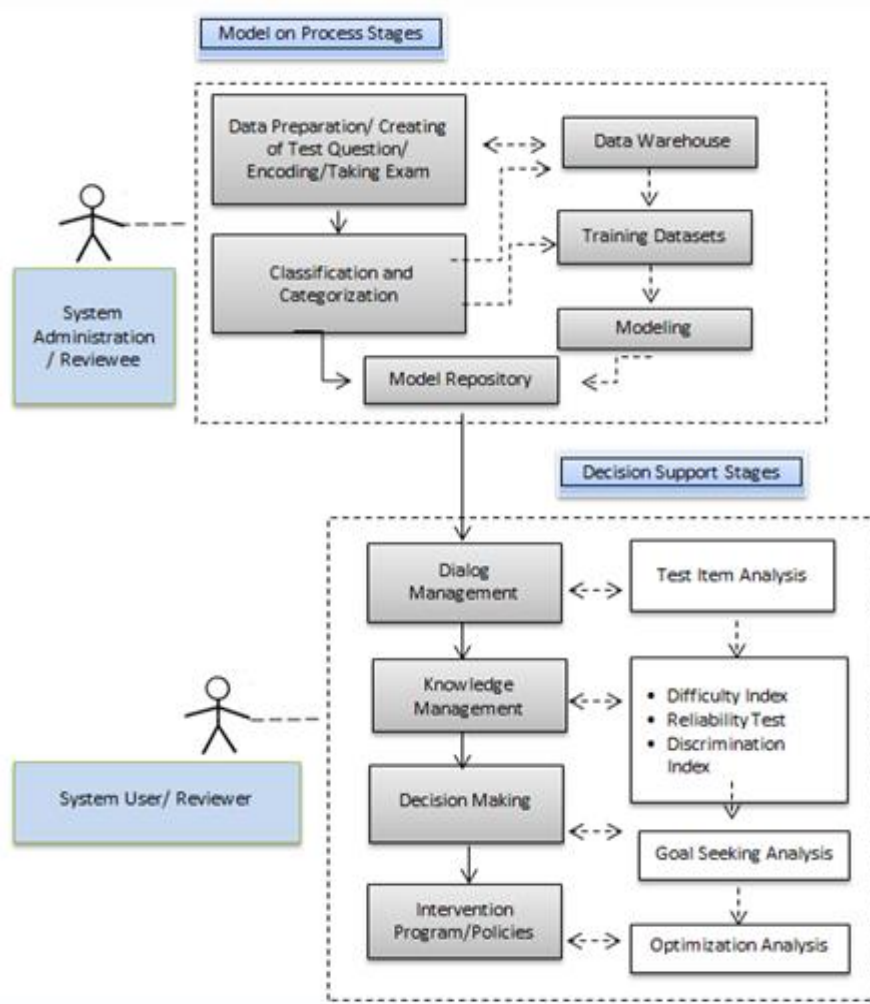 Model on Process Stages
Data Preparation/ Creating
of Test Question/
Encoding/Taking Exam
Data Warehouse
Training Datasets
Classification and
Categorization
Modeling
Model Repository
System
Administration
/ Reviewee
Decision Support Stages
Dialog
Management
Test Item Analysis
Knowledge
Management
• Difficulty Index
• Reliability Test
• Discrimination
Index
System User/ Reviewer
Decision Making
Goal Seeking Analysis
Intervention
Program/Policies
Optimization Analysis